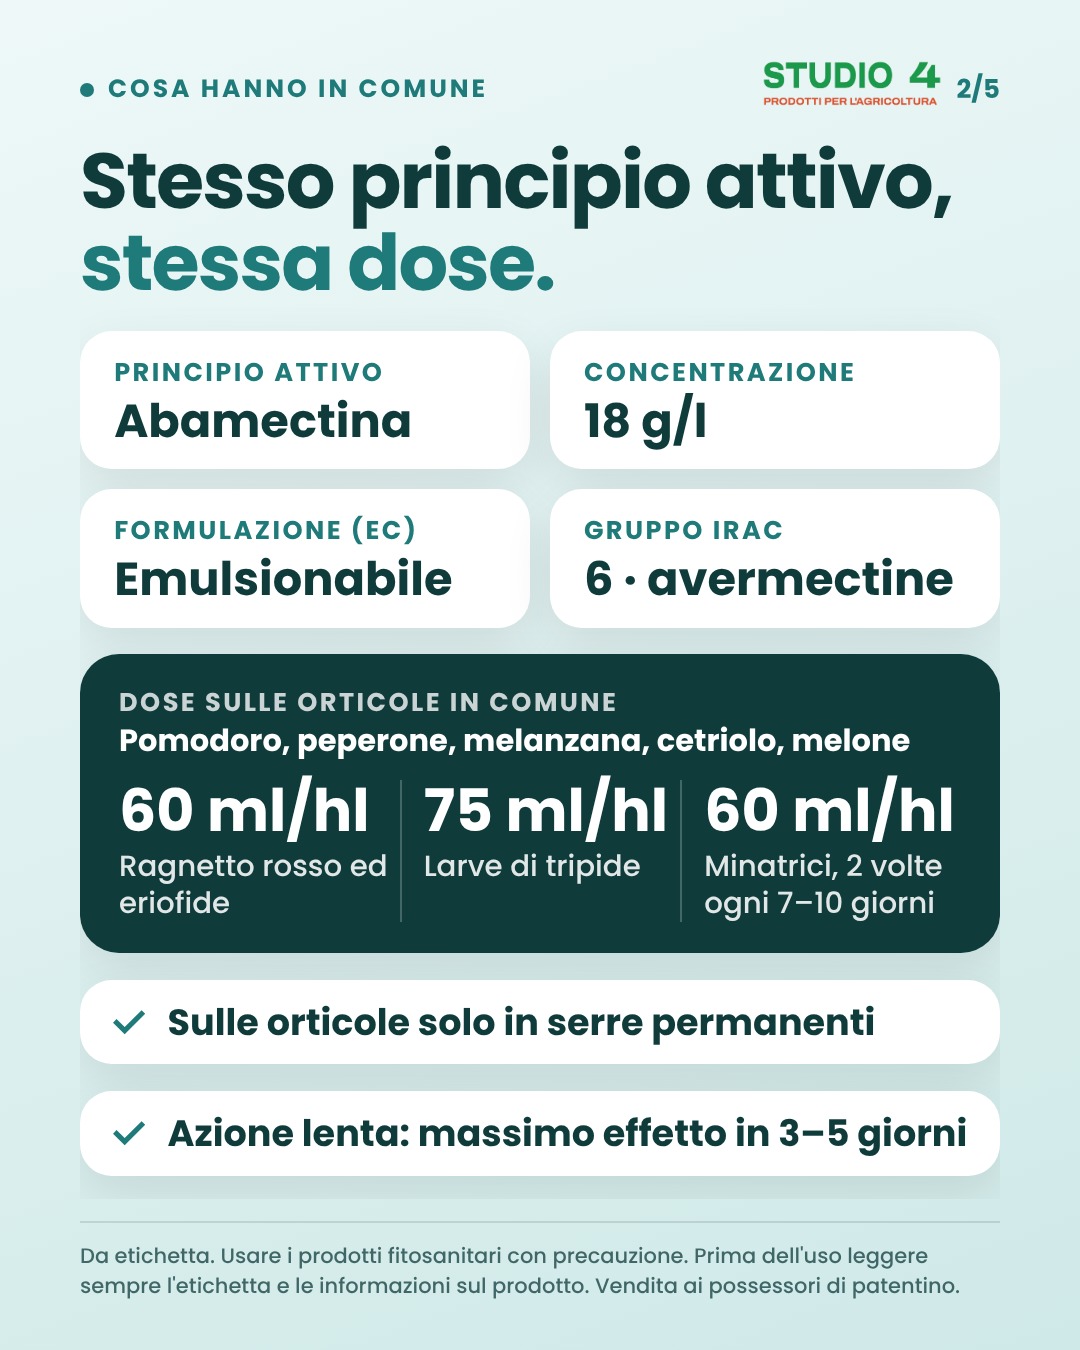 COSA HANNO IN COMUNE
STUDIO 4
PRODOTTI PER L'AGRICOLTURA
2/5
Stesso principio attivo,
stessa dose.
PRINCIPIO ATTIVO
Abamectina
CONCENTRAZIONE
18 g/l
FORMULAZIONE (EC)
Emulsionabile
GRUPPO IRAC
6 · avermectine
DOSE SULLE ORTICOLE IN COMUNE
Pomodoro, peperone, melanzana, cetriolo, melone
60 ml/hl
Ragnetto rosso ed
eriofide
75 ml/hl
Larve di tripide
60 ml/hl
Minatrici, 2 volte
ogni 7–10 giorni
Sulle orticole solo in serre permanenti
Azione lenta: massimo effetto in 3–5 giorni
Da etichetta. Usare i prodotti fitosanitari con precauzione. Prima dell'uso leggere
sempre l'etichetta e le informazioni sul prodotto. Vendita ai possessori di patentino.